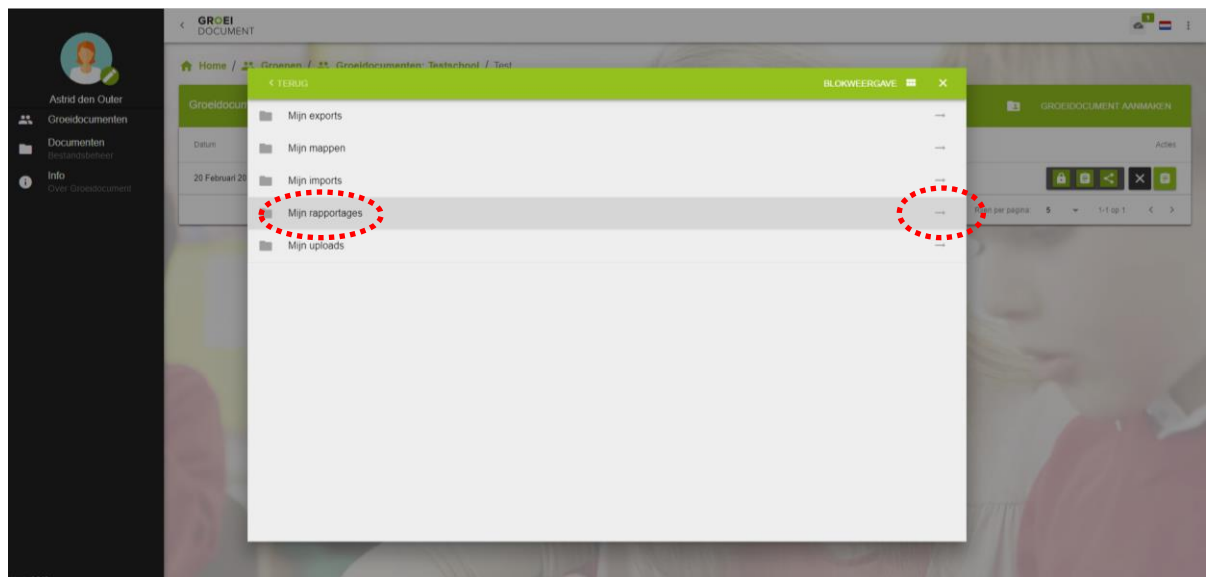 GROEI
DOCUMENT
1
Home / Groepen / Groeidocumenten: Testschool / Test
Astrid den Outer
Groeidocumenten
Documenten
Bestandsbeheer
Info
Over Groeidocument
Groeidocum
GROEIDOCUMENT AANMAKEN
Datum
Acties
20 Februari 20
Rijen per pagina: 5 1-1 op 1
< TERUG
BLOKWEERGAVE
Mijn exports
Mijn mappen
Mijn imports
Mijn rapportages
Mijn uploads